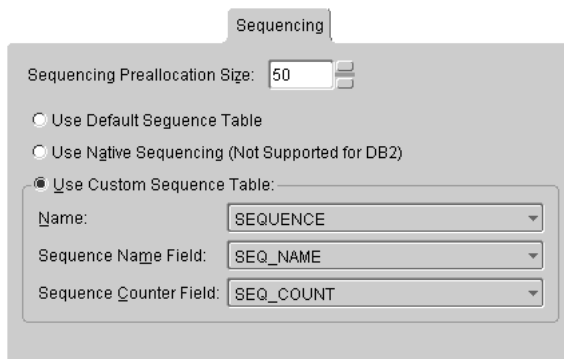 Sequencing
Sequencing Preallocation Size: 50
Use Default Sequence Table
Use Native Sequencing (Not Supported for DB2)
Use Custom Sequence Table:
Name: SEQUENCE
Sequence Name Field: SEQ_NAME
Sequence Counter Field: SEQ_COUNT